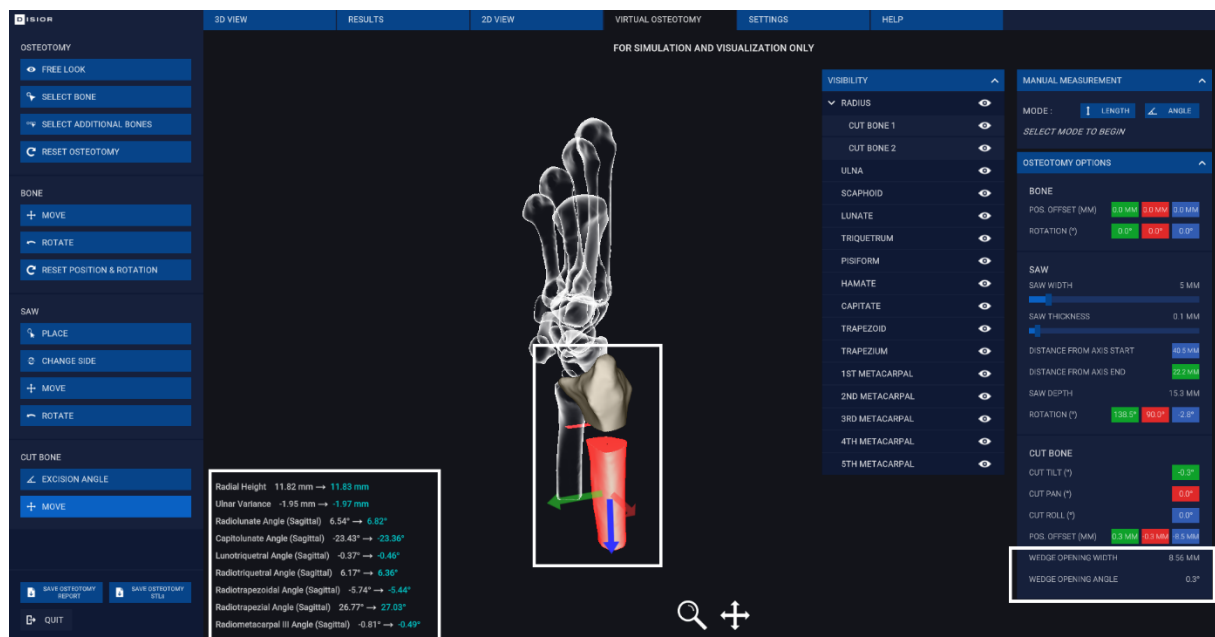 DISIOR
3D VIEW
RESULTS
2D VIEW
VIRTUAL OSTEOTOMY
SETTINGS
HELP
FOR SIMULATION AND VISUALIZATION ONLY
OSTEOTOMY
FREE LOOK
SELECT BONE
SELECT ADDITIONAL BONES
RESET OSTEOTOMY
BONE
MOVE
ROTATE
RESET POSITION & ROTATION
SAW
PLACE
CHANGE SIDE
MOVE
ROTATE
CUT BONE
EXCISION ANGLE
MOVE
SAVE OSTEOTOMY
REPORT
SAVE OSTEOTOMY
STLs
QUIT
Radial Height 11.82 mm → 11.83 mm
Ulnar Variance -1.95 mm → -1.97 mm
Radiolunate Angle (Sagittal) 6.54° → 6.82°
Capitolunate Angle (Sagittal) -23.43° → -23.36°
Lunotriquetral Angle (Sagittal) -0.37° → -0.46°
Radiotriquetral Angle (Sagittal) 6.17° → 6.36°
Radiotrapezoidal Angle (Sagittal) -5.74° → -5.44°
Radiotrapezial Angle (Sagittal) 26.77° → 27.03°
Radiometacarpal III Angle (Sagittal) -0.81° → -0.49°
VISIBILITY
RADIUS
CUT BONE 1
CUT BONE 2
ULNA
SCAPHOID
LUNATE
TRIQUETRUM
PISIFORM
HAMATE
CAPITATE
TRAPEZOID
TRAPEZIUM
1ST METACARPAL
2ND METACARPAL
3RD METACARPAL
4TH METACARPAL
5TH METACARPAL
MANUAL MEASUREMENT
MODE : LENGTH ANGLE
SELECT MODE TO BEGIN
OSTEOTOMY OPTIONS
BONE
POS. OFFSET (MM) 0.0 MM 0.0 MM 0.0 MM
ROTATION (°) 0.0° 0.0° 0.0°
SAW
SAW WIDTH 5 MM
SAW THICKNESS 0.1 MM
DISTANCE FROM AXIS START 40.5 MM
DISTANCE FROM AXIS END 22.2 MM
SAW DEPTH 15.3 MM
ROTATION (°) 138.5° 90.0° -2.8°
CUT BONE
CUT TILT (°) -0.3°
CUT PAN (°) 0.0°
CUT ROLL (°) 0.0°
POS. OFFSET (MM) 0.3 MM -0.3 MM -8.5 MM
WEDGE OPENING WIDTH 8.56 MM
WEDGE OPENING ANGLE 0.3°